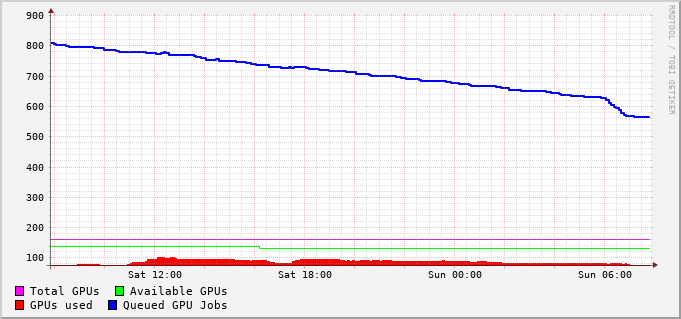 900
800
700
600
500
400
300
200
100
Sat 12:00 Sat 18:00 Sun 00:00 Sun 06:00
Total GPUs Available GPUs
GPUs used Queued GPU Jobs
RRDTOOL / TOBI OETIKER